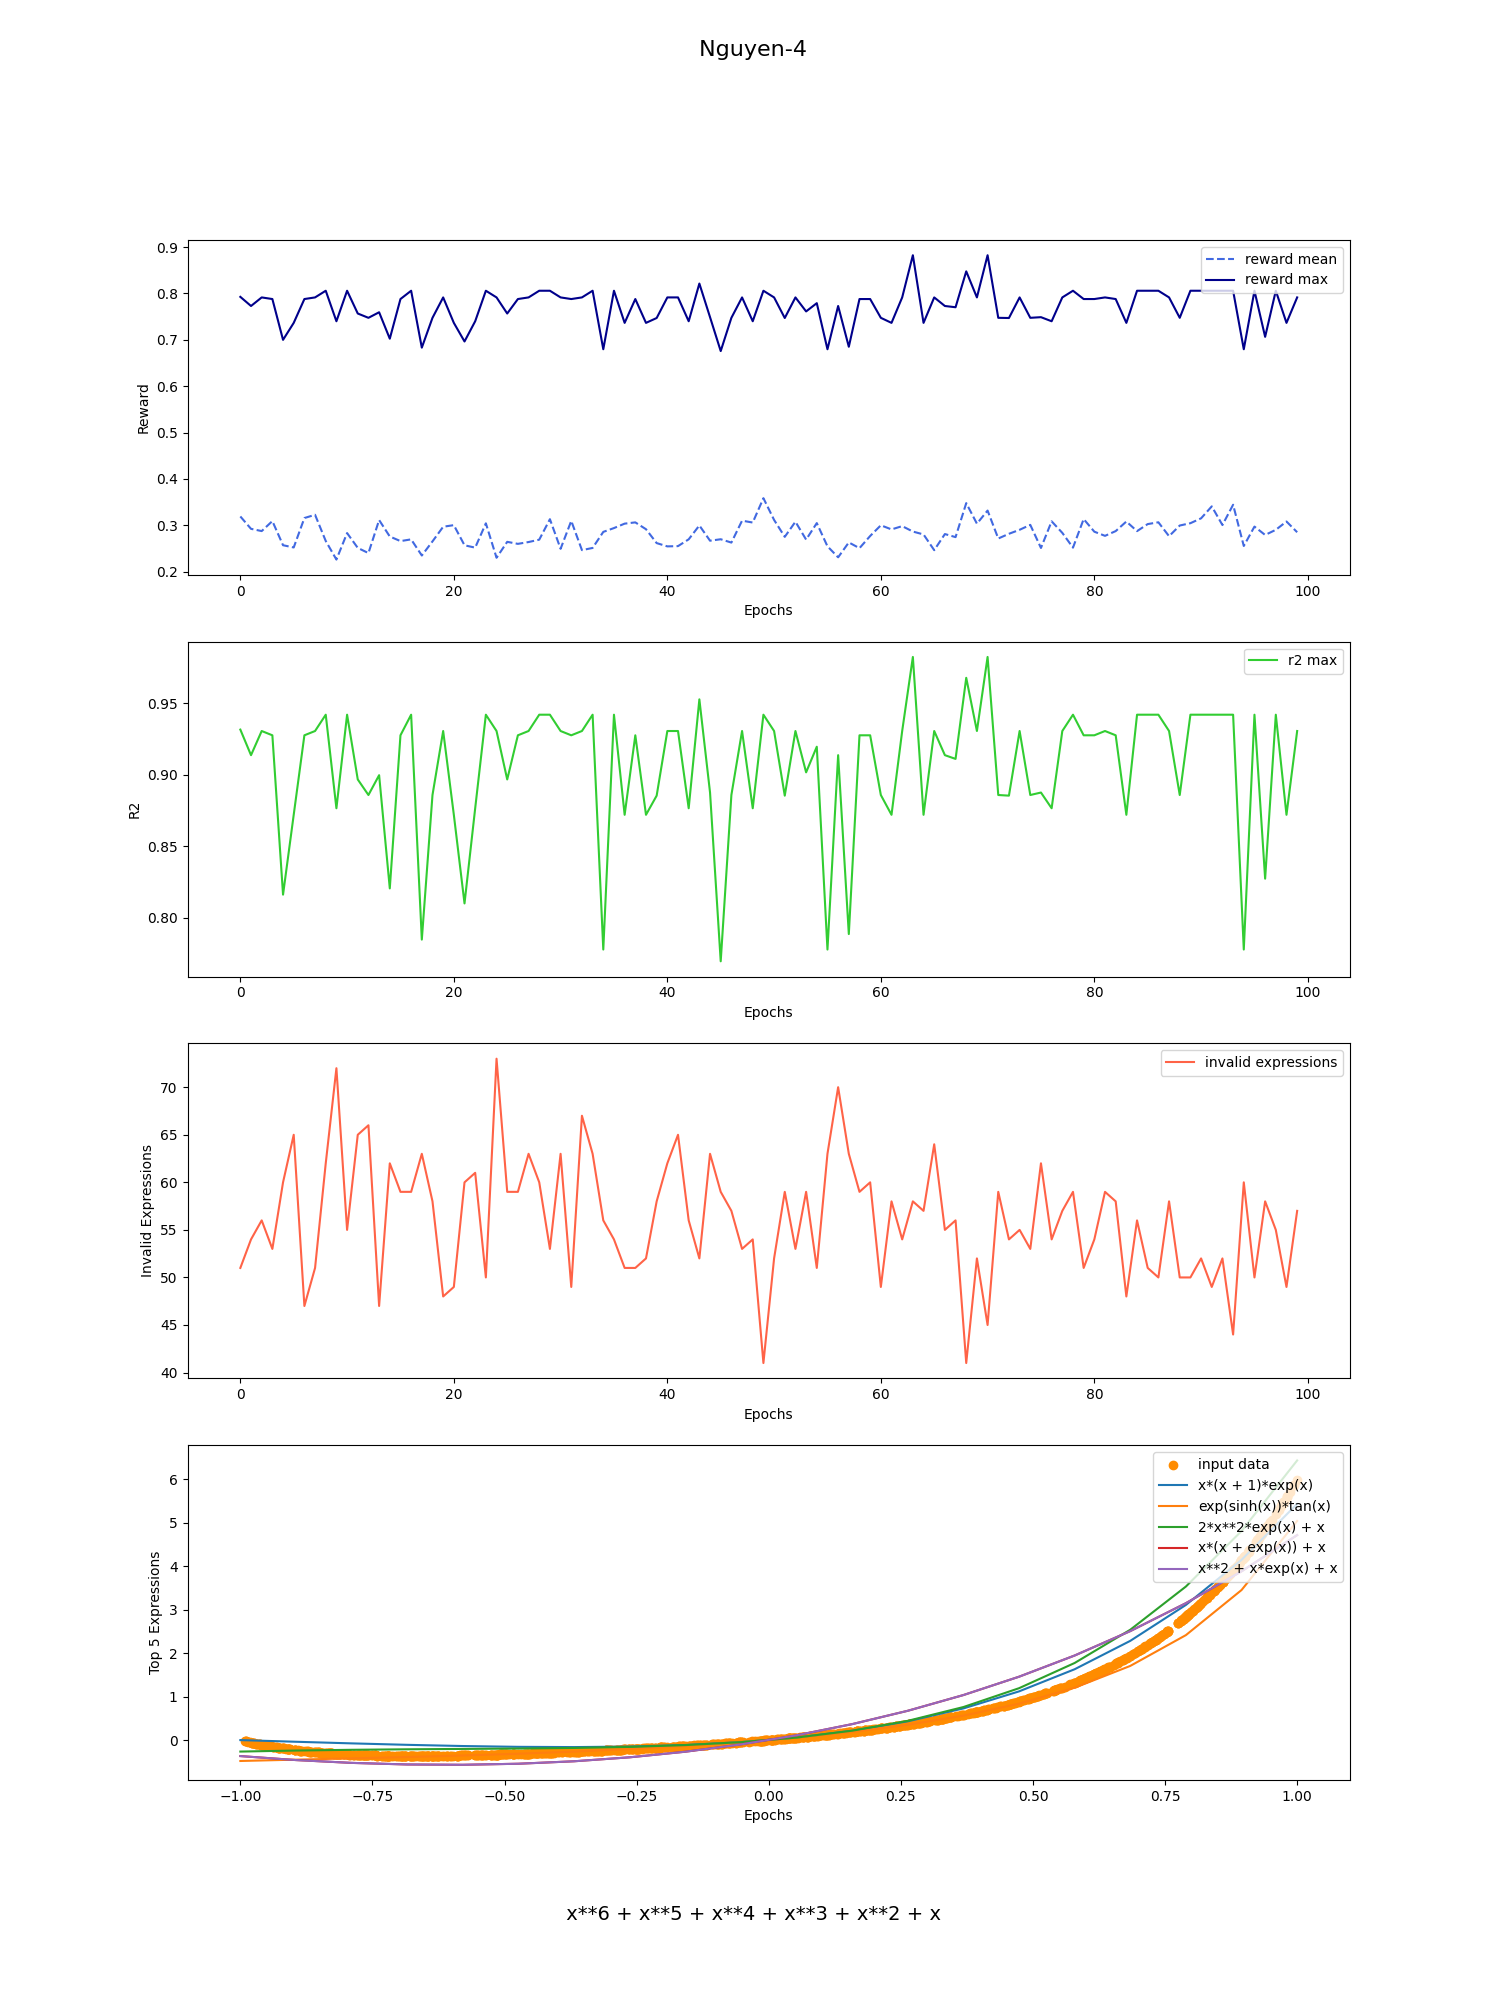 Nguyen-4
0.9
0.8
0.7
0.6
0.5
0.4
0.3
0.2
Reward
reward mean
reward max
0 20 40 60 80 100
Epochs
0.95
0.90
0.85
0.80
R2
r2 max
0 20 40 60 80 100
Epochs
70
65
60
55
50
45
40
Invalid Expressions
invalid expressions
0 20 40 60 80 100
Epochs
6
5
4
3
2
1
0
Top 5 Expressions
input data
x*(x + 1)*exp(x)
exp(sinh(x))*tan(x)
2*x**2*exp(x) + x
x*(x + exp(x)) + x
x**2 + x*exp(x) + x
−1.00 −0.75 −0.50 −0.25 0.00 0.25 0.50 0.75 1.00
Epochs
x**6 + x**5 + x**4 + x**3 + x**2 + x